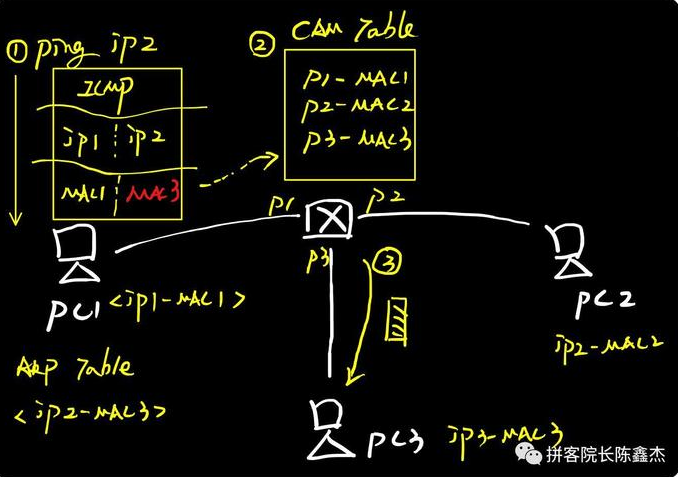 ① Ping ip2
ICMP
ip1 ip2
MAC1 MAC3
② CAM Table
P1-MAC1
P2-MAC2
P3-MAC3
P1
P2
P3
③
PC1 <ip1-MAC1>
ARP Table
<ip2-MAC3>
PC2
ip2-MAC2
PC3 ip3-MAC3
拼客院长陈鑫杰